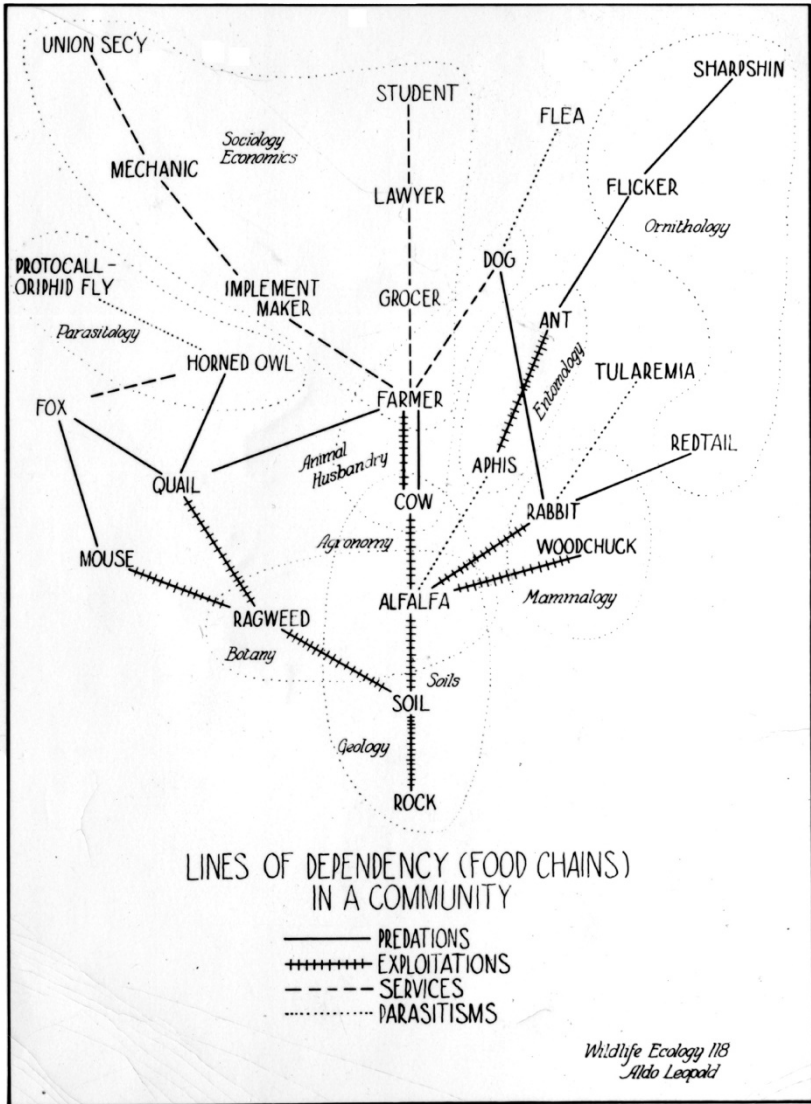 UNION SEC'Y
SHARPSHIN
STUDENT
FLEA
Sociology
Economics
MECHANIC
FLICKER
LAWYER
Ornithology
DOG
PROTOCALL-
ORIPHID FLY
IMPLEMENT
MAKER
GROCER
ANT
Parasitology
Entomology
HORNED OWL
TULAREMIA
FARMER
FOX
REDTAIL
Animal
Husbandry
APHIS
QUAIL
COW
RABBIT
Agronomy
WOODCHUCK
MOUSE
ALFALFA
Mammalogy
RAGWEED
Botany
Soils
SOIL
Geology
ROCK
LINES OF DEPENDENCY (FOOD CHAINS)
IN A COMMUNITY
PREDATIONS
EXPLOITATIONS
SERVICES
PARASITISMS
Wildlife Ecology 118
Aldo Leopold